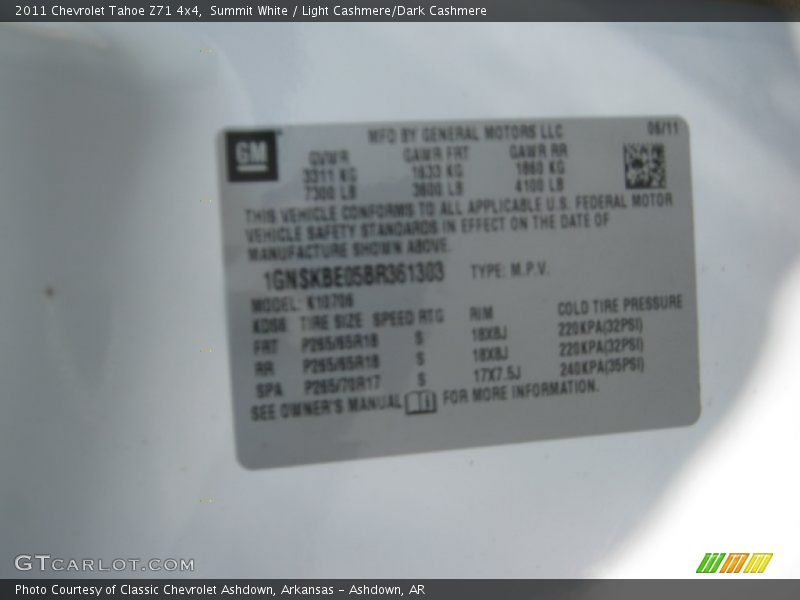 2011 Chevrolet Tahoe Z71 4x4, Summit White / Light Cashmere/Dark Cashmere
GM
MFD BY GENERAL MOTORS LLC 06/11
GVWR GAWR FRT GAWR RR
3311 KG 1633 KG 1860 KG
7300 LB 3600 LB 4100 LB
THIS VEHICLE CONFORMS TO ALL APPLICABLE U.S. FEDERAL MOTOR
VEHICLE SAFETY STANDARDS IN EFFECT ON THE DATE OF
MANUFACTURE SHOWN ABOVE.
1GNSKBE05BR361303 TYPE: M.P.V.
MODEL: K10706
TIRE SIZE SPEED RTG RIM COLD TIRE PRESSURE
FRT P265/65R18 S 18X8J 220KPA(32PSI)
RR P265/65R18 S 18X8J 220KPA(32PSI)
SPA P265/70R17 S 17X7.5J 240KPA(35PSI)
SEE OWNER'S MANUAL FOR MORE INFORMATION.
GTCARLOT.COM
Photo Courtesy of Classic Chevrolet Ashdown, Arkansas - Ashdown, AR